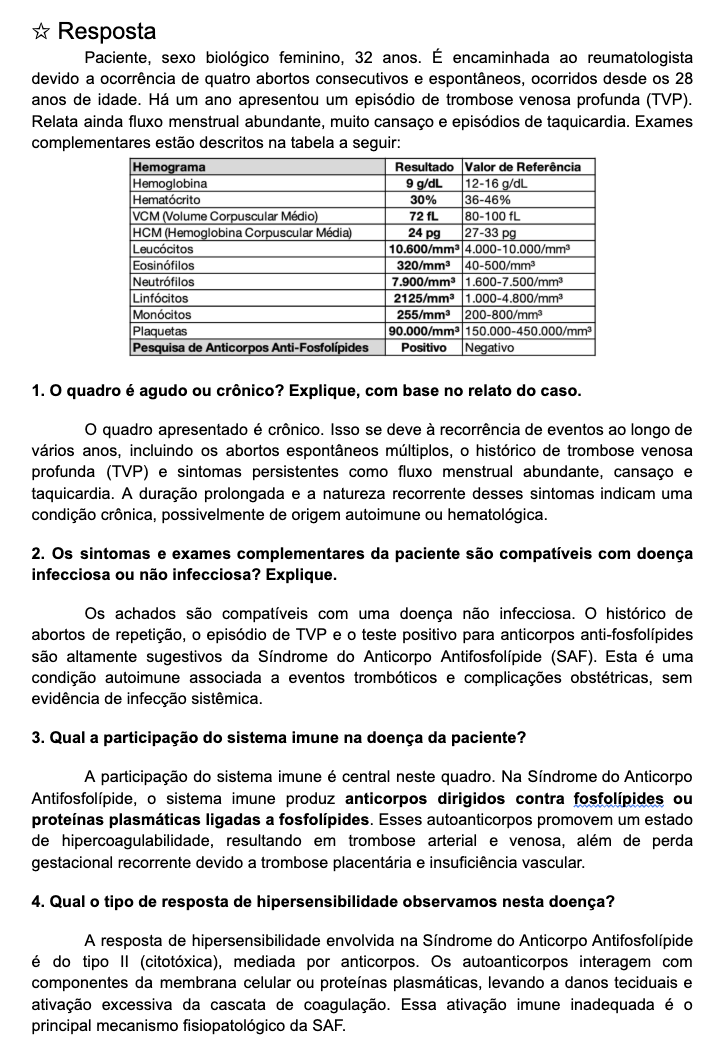 ☆ Resposta
Paciente, sexo biológico feminino, 32 anos. É encaminhada ao reumatologista
devido a ocorrência de quatro abortos consecutivos e espontâneos, ocorridos desde os 28
anos de idade. Há um ano apresentou um episódio de trombose venosa profunda (TVP).
Relata ainda fluxo menstrual abundante, muito cansaço e episódios de taquicardia. Exames
complementares estão descritos na tabela a seguir:
Hemograma Resultado Valor de Referência
Hemoglobina 9 g/dL 12-16 g/dL
Hematócrito 30% 36-46%
VCM (Volume Corpuscular Médio) 72 fL 80-100 fL
HCM (Hemoglobina Corpuscular Média) 24 pg 27-33 pg
Leucócitos 10.600/mm³ 4.000-10.000/mm³
Eosinófilos 320/mm³ 40-500/mm³
Neutrófilos 7.900/mm³ 1.600-7.500/mm³
Linfócitos 2125/mm³ 1.000-4.800/mm³
Monócitos 255/mm³ 200-800/mm³
Plaquetas 90.000/mm³ 150.000-450.000/mm³
Pesquisa de Anticorpos Anti-Fosfolípides Positivo Negativo
1. O quadro é agudo ou crônico? Explique, com base no relato do caso.
O quadro apresentado é crônico. Isso se deve à recorrência de eventos ao longo de
vários anos, incluindo os abortos espontâneos múltiplos, o histórico de trombose venosa
profunda (TVP) e sintomas persistentes como fluxo menstrual abundante, cansaço e
taquicardia. A duração prolongada e a natureza recorrente desses sintomas indicam uma
condição crônica, possivelmente de origem autoimune ou hematológica.
2. Os sintomas e exames complementares da paciente são compatíveis com doença
infecciosa ou não infecciosa? Explique.
Os achados são compatíveis com uma doença não infecciosa. O histórico de
abortos de repetição, o episódio de TVP e o teste positivo para anticorpos anti-fosfolípides
são altamente sugestivos da Síndrome do Anticorpo Antifosfolípide (SAF). Esta é uma
condição autoimune associada a eventos trombóticos e complicações obstétricas, sem
evidência de infecção sistêmica.
3. Qual a participação do sistema imune na doença da paciente?
A participação do sistema imune é central neste quadro. Na Síndrome do Anticorpo
Antifosfolípide, o sistema imune produz anticorpos dirigidos contra fosfolípides ou
proteínas plasmáticas ligadas a fosfolípides. Esses autoanticorpos promovem um estado
de hipercoagulabilidade, resultando em trombose arterial e venosa, além de perda
gestacional recorrente devido a trombose placentária e insuficiência vascular.
4. Qual o tipo de resposta de hipersensibilidade observamos nesta doença?
A resposta de hipersensibilidade envolvida na Síndrome do Anticorpo Antifosfolípide
é do tipo II (citotóxica), mediada por anticorpos. Os autoanticorpos interagem com
componentes da membrana celular ou proteínas plasmáticas, levando a danos teciduais e
ativação excessiva da cascata de coagulação. Essa ativação imune inadequada é o
principal mecanismo fisiopatológico da SAF.